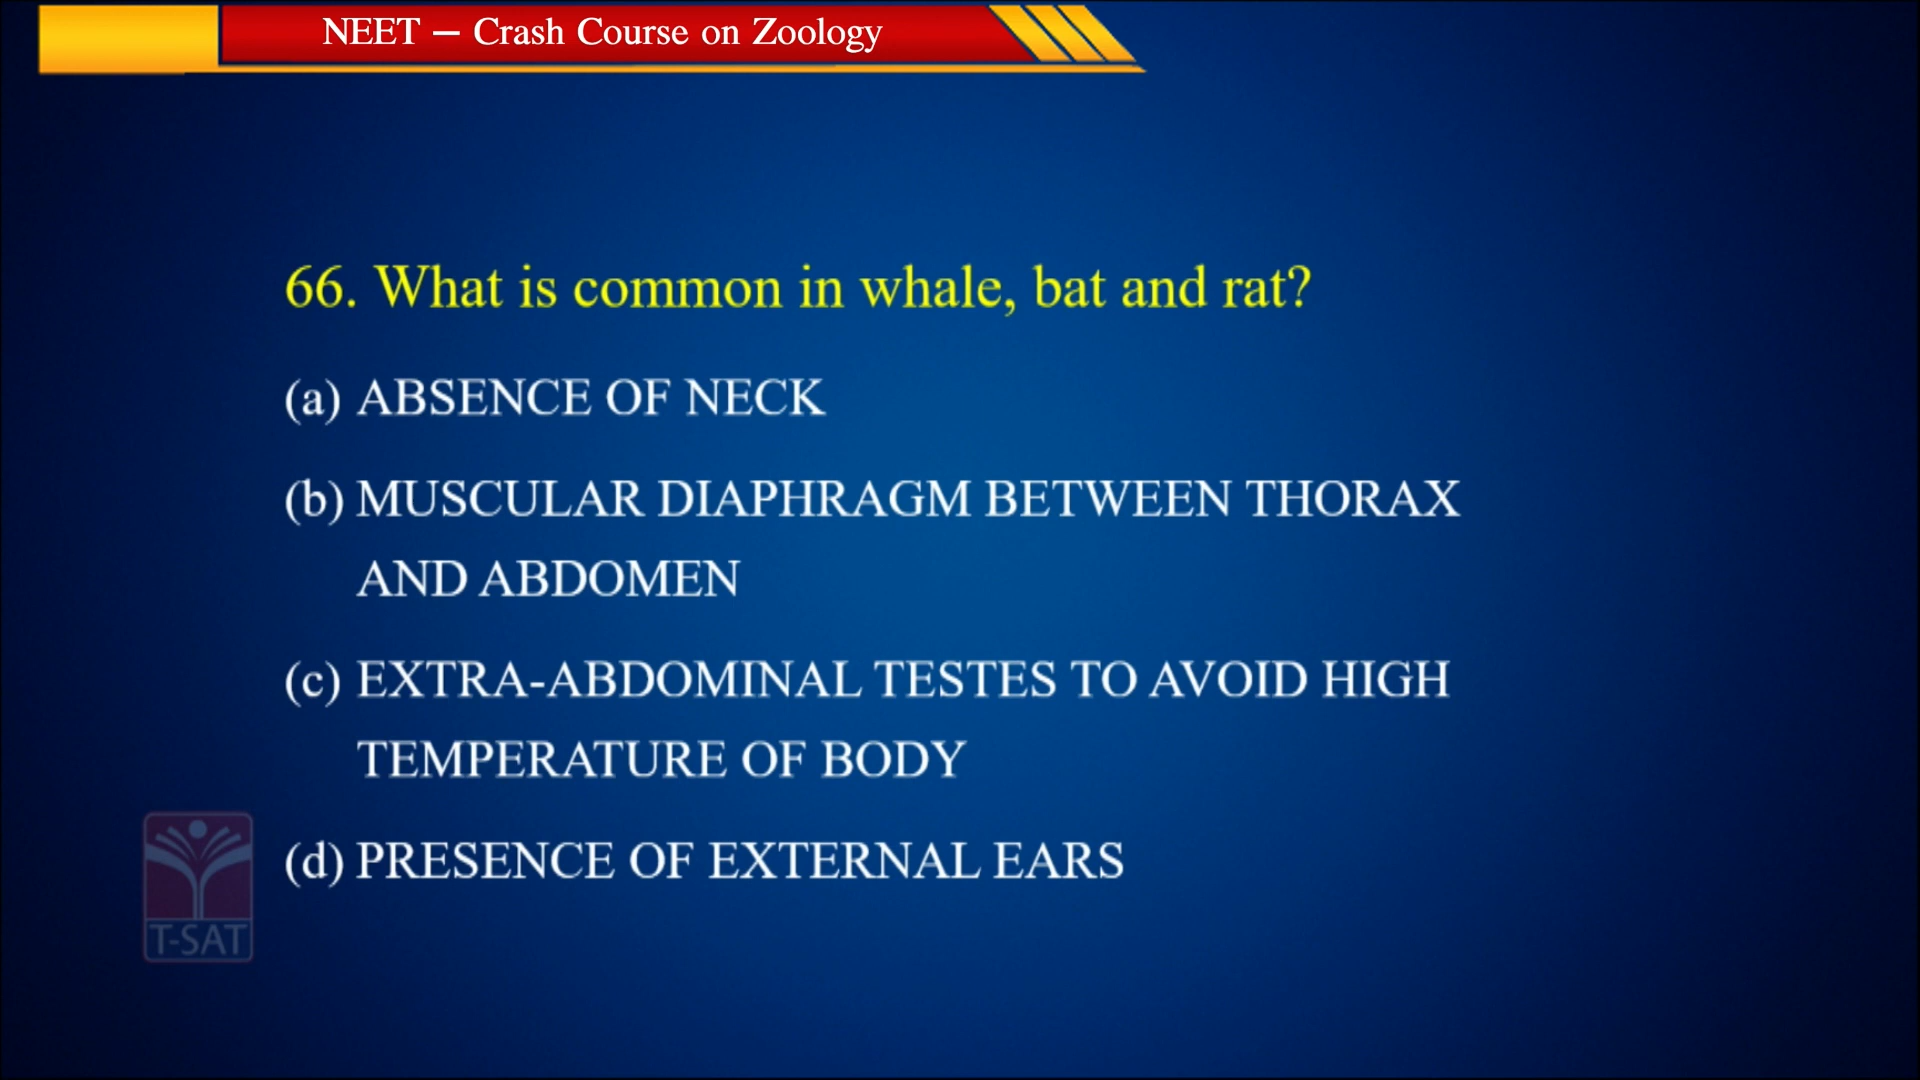 NEET — Crash Course on Zoology
66. What is common in whale, bat and rat?
(a) ABSENCE OF NECK
(b) MUSCULAR DIAPHRAGM BETWEEN THORAX
AND ABDOMEN
(c) EXTRA-ABDOMINAL TESTES TO AVOID HIGH
TEMPERATURE OF BODY
(d) PRESENCE OF EXTERNAL EARS
T-SAT